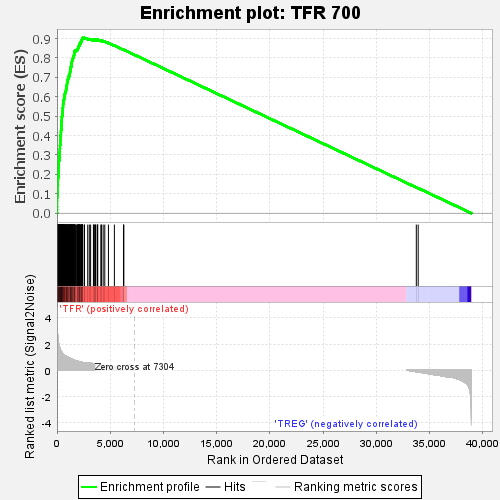 Enrichment plot: TFR 700
Enrichment score (ES)
0.9
0.8
0.7
0.6
0.5
0.4
0.3
0.2
0.1
0.0
'TFR' (positively correlated)
Ranked list metric (Signal2Noise)
4
2
0
-2
-4
Zero cross at 7304
'TREG' (negatively correlated)
0 5,000 10,000 15,000 20,000 25,000 30,000 35,000 40,000
Rank in Ordered Dataset
Enrichment profile Hits Ranking metric scores